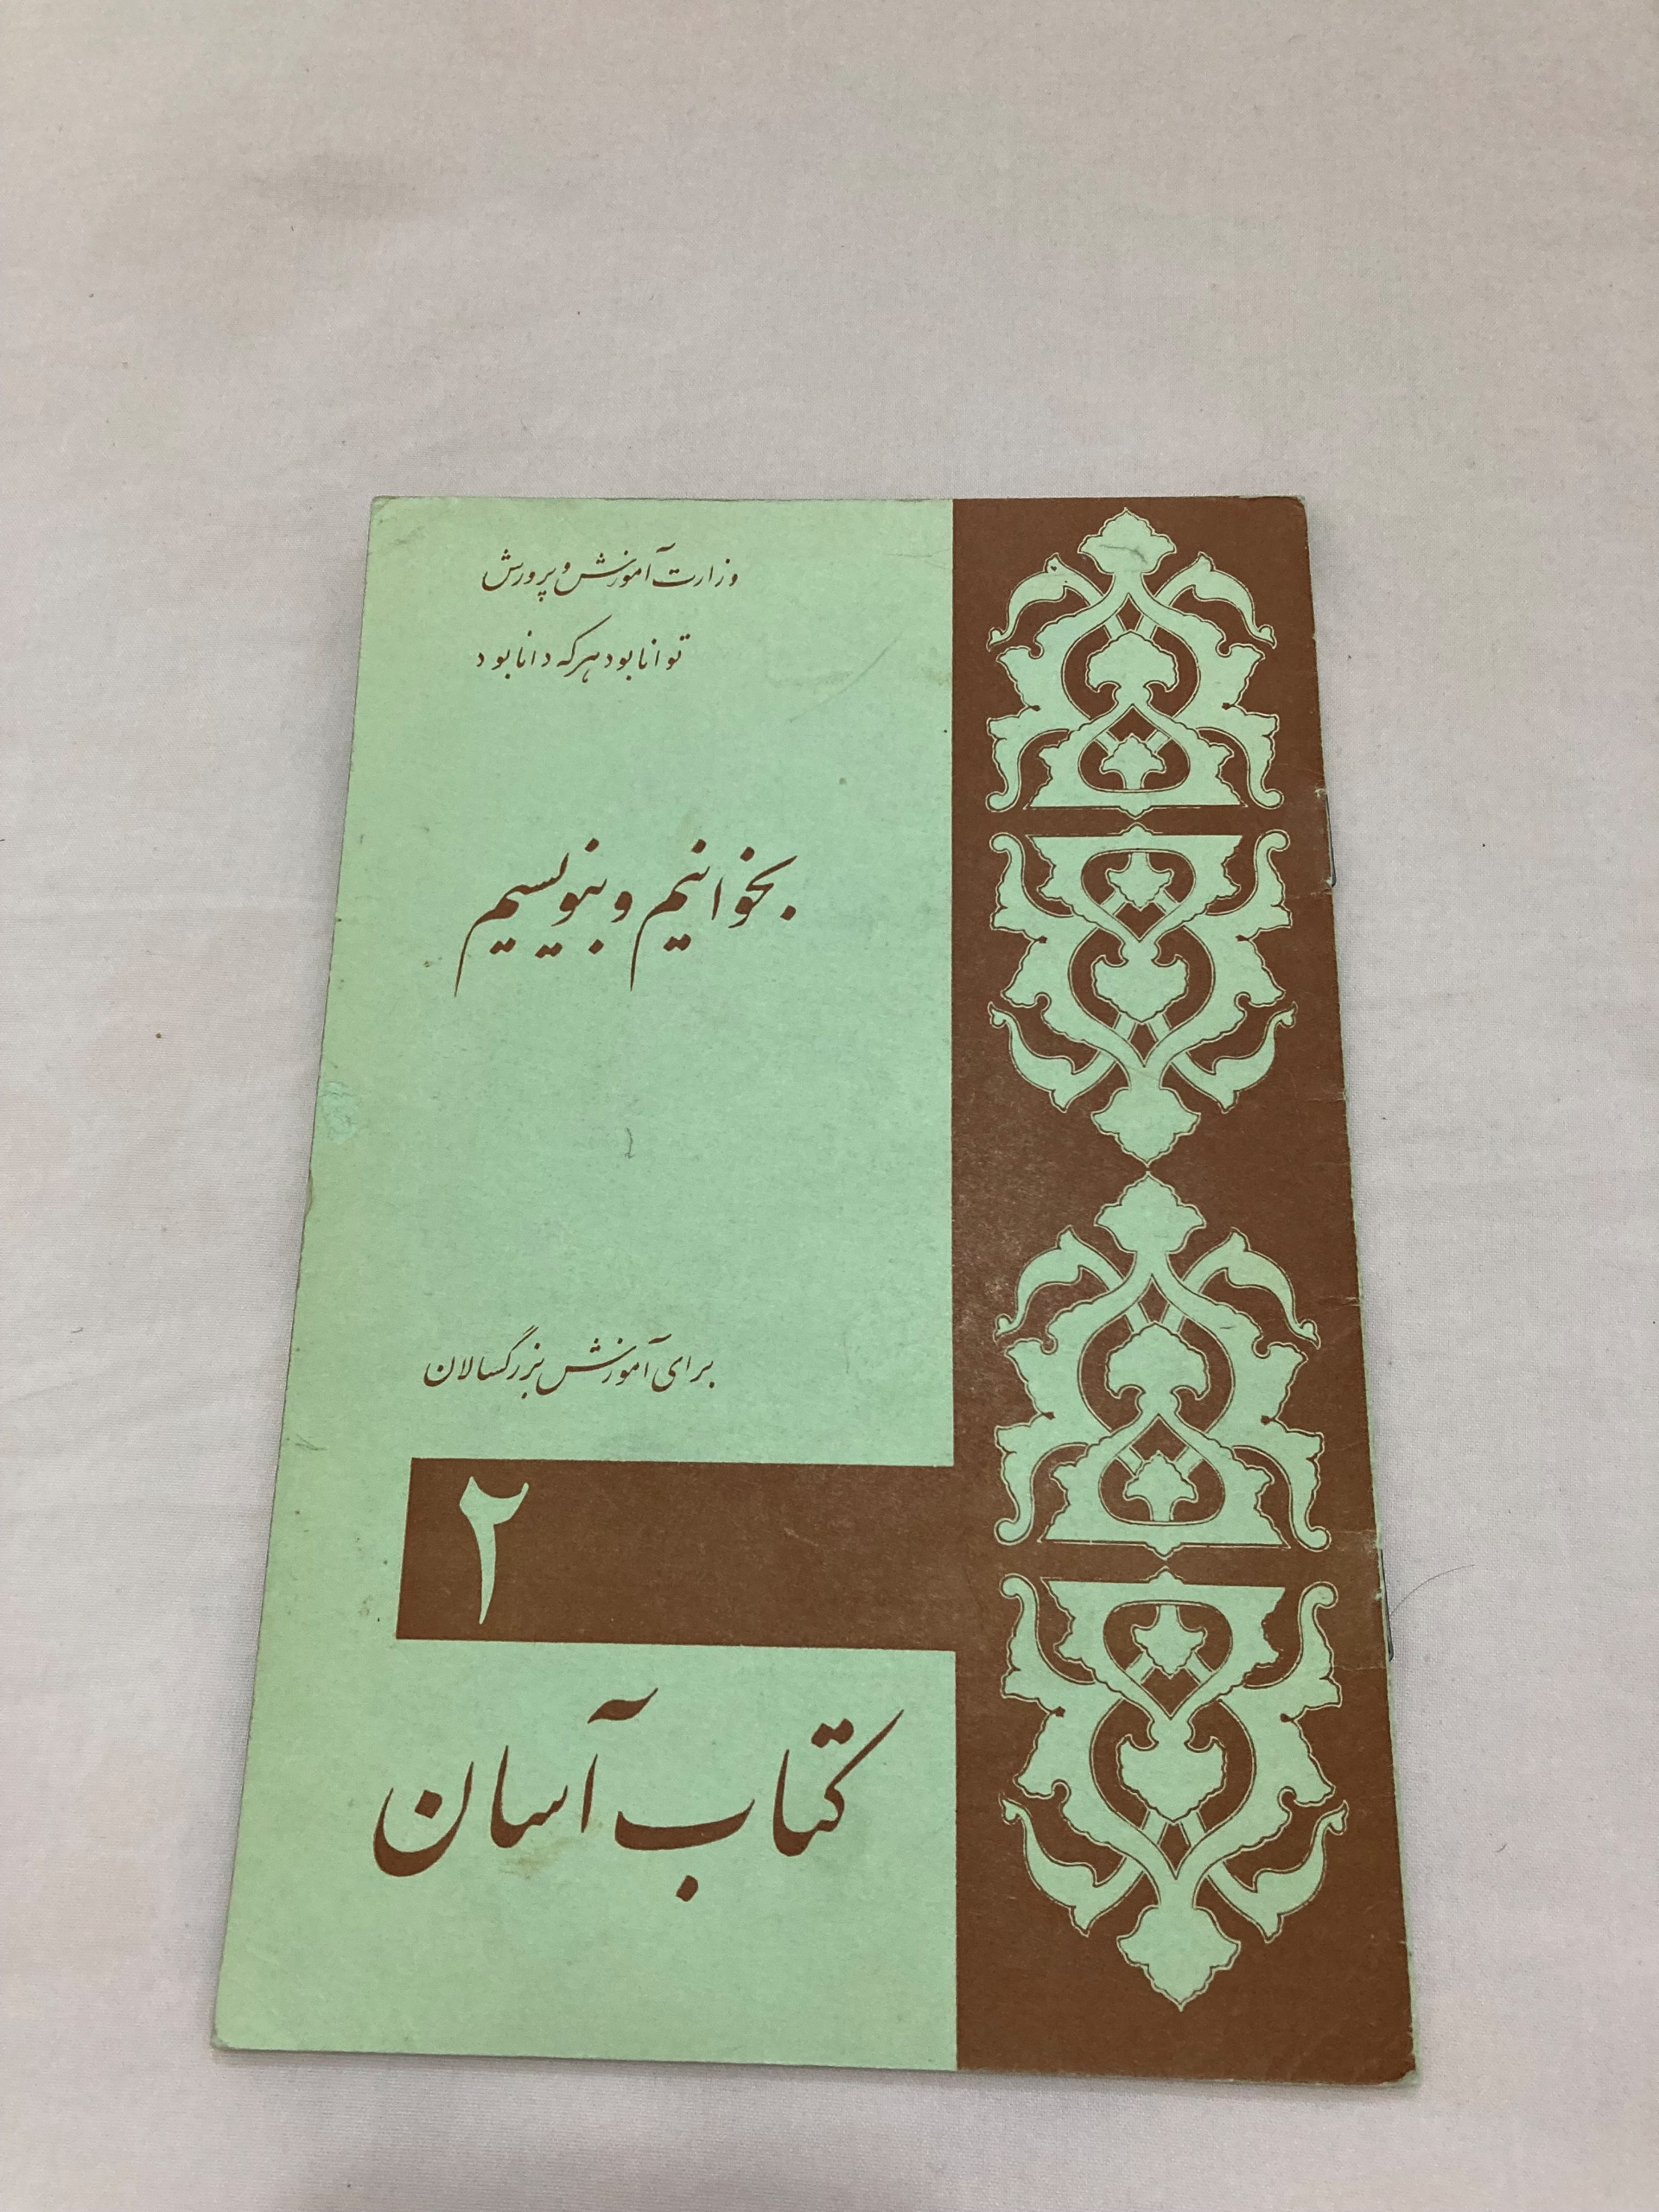 وزارت آموزش و پرورش
توانا بود هر که دانا بود
بخوانیم و بنویسیم
برای آموزش بزرگسالان
۲
کتاب آسان